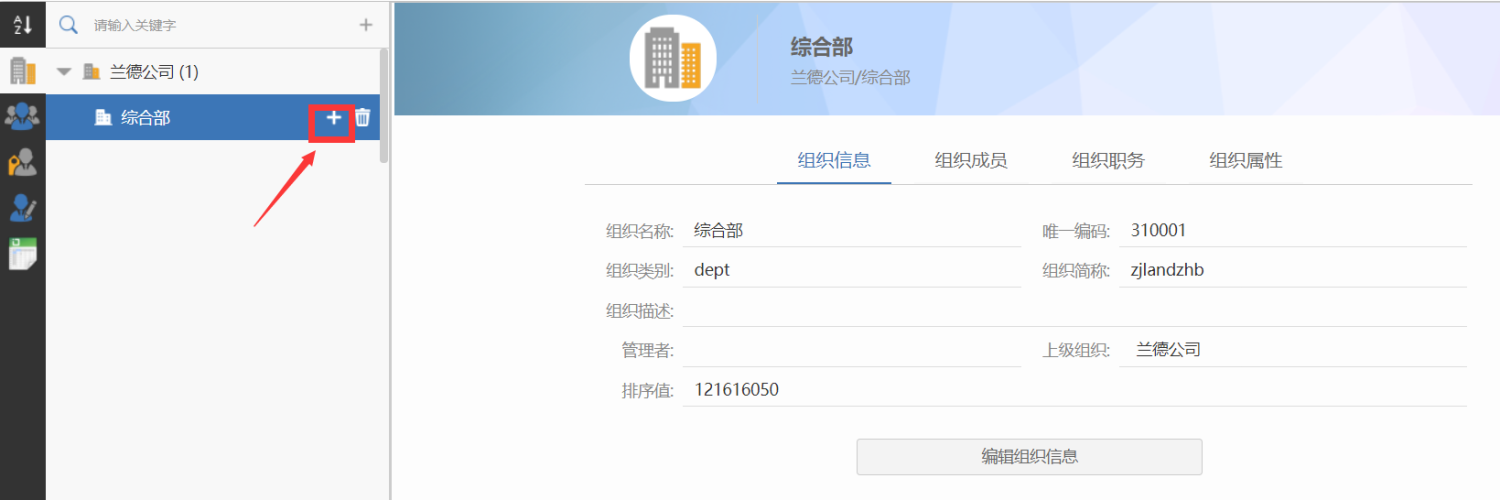 请输入关键字
兰德公司 (1)
综合部
综合部
兰德公司/综合部
组织信息 组织成员 组织职务 组织属性
组织名称: 综合部 唯一编码: 310001
组织类别: dept 组织简称: zjlandzhb
组织描述:
管理者: 上级组织: 兰德公司
排序值: 121616050
编辑组织信息